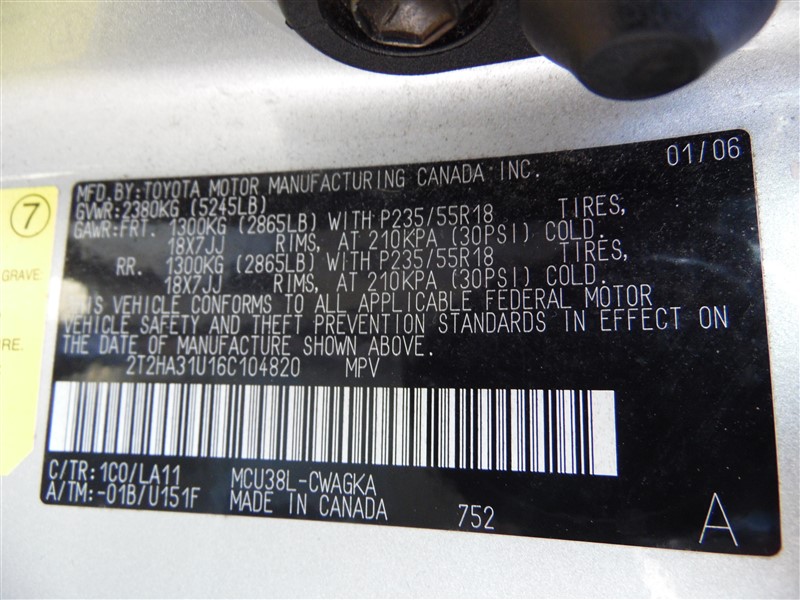 01/06
MFD.BY:TOYOTA MOTOR MANUFACTURING CANADA INC.
GVWR:2380KG (5245LB)
GAWR:FRT. 1300KG (2865LB) WITH P235/55R18 TIRES,
18X7JJ RIMS, AT 210KPA (30PSI) COLD.
RR. 1300KG (2865LB) WITH P235/55R18 TIRES,
18X7JJ RIMS, AT 210KPA (30PSI) COLD.
THIS VEHICLE CONFORMS TO ALL APPLICABLE FEDERAL MOTOR
VEHICLE SAFETY AND THEFT PREVENTION STANDARDS IN EFFECT ON
THE DATE OF MANUFACTURE SHOWN ABOVE.
2T2HA31U16C104820 MPV
C/TR:1C0/LA11 MCU38L-CWAGKA
A/TM:-01B/U151F MADE IN CANADA 752
A
7
GRAVE.